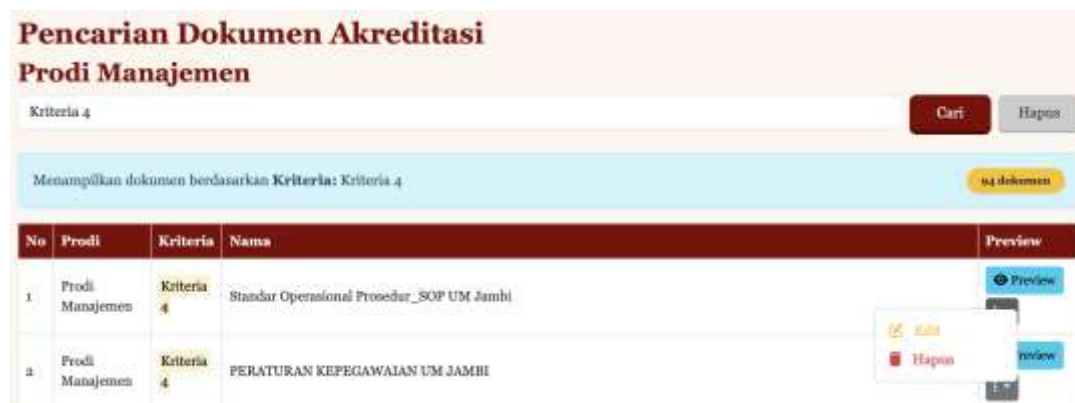 Pencarian Dokumen Akreditasi
Prodi Manajemen
Kriteria 4
Cari
Hapus
Menampilkan dokumen berdasarkan Kriteria: Kriteria 4
94 dokumen
No Prodi Kriteria Nama Preview
1 Prodi Manajemen Kriteria 4 Standar Operasional Prosedur_SOP UM Jambi Preview
Edit
Hapus
2 Prodi Manajemen Kriteria 4 PERATURAN KEPEGAWAIAN UM JAMBI